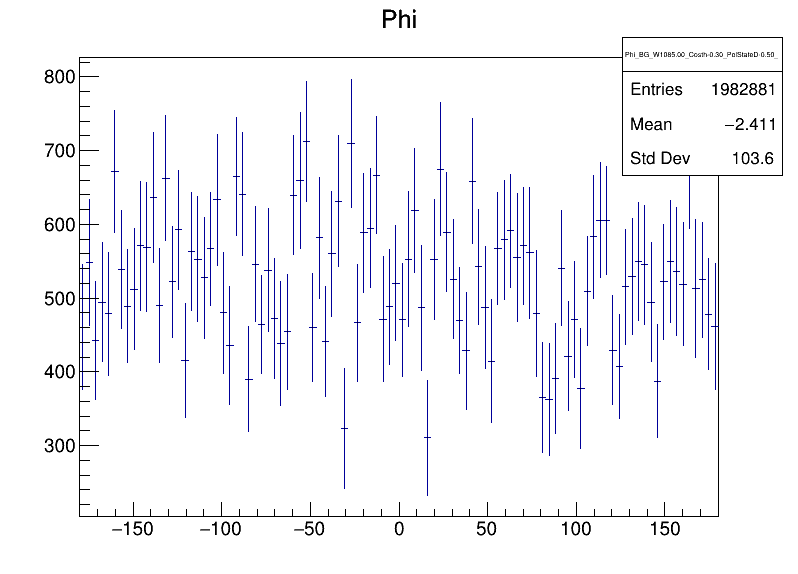 Phi
Phi_BG_W1085.00_Costh-0.30_PolStateD-0.50_
Entries 1982881
Mean −2.411
Std Dev 103.6
800
700
600
500
400
300
−150 −100 −50 0 50 100 150